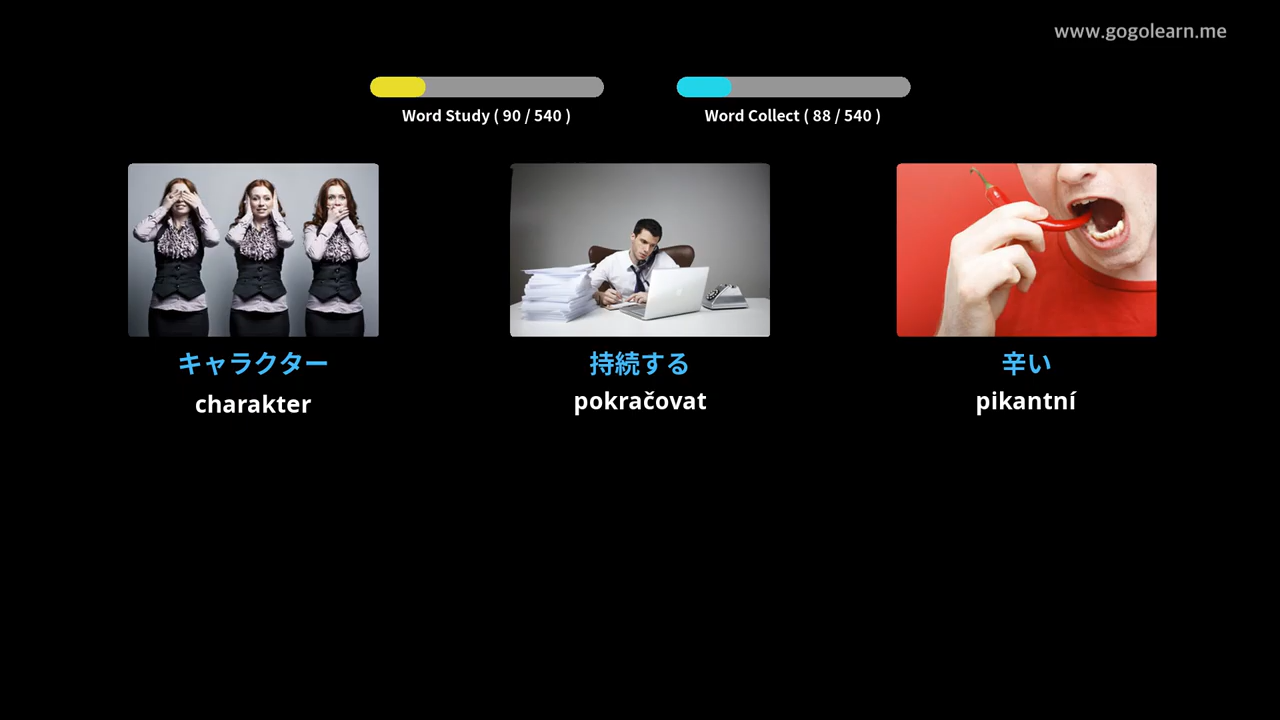 www.gogolearn.me
Word Study ( 90 / 540 )
Word Collect ( 88 / 540 )
キャラクター
持続する
辛い
charakter
pokračovat
pikantní